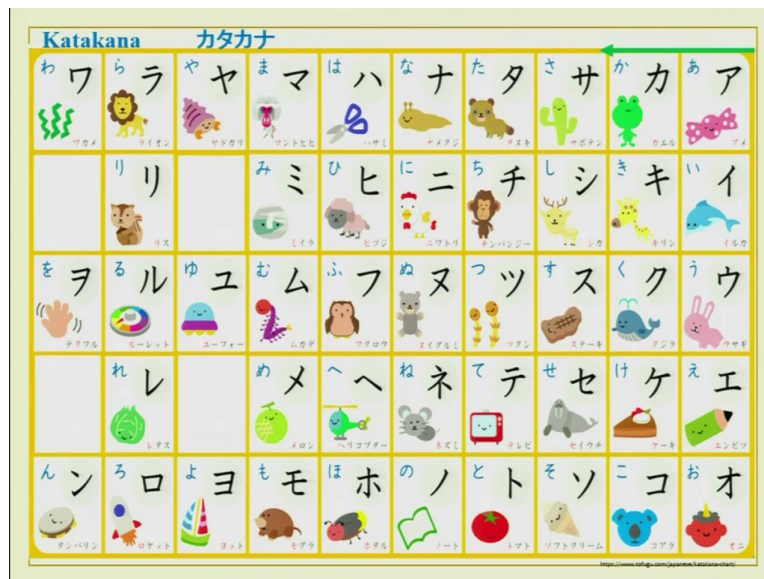 Katakana カタカナ
わ ワ ら ラ や ヤ ま マ は ハ な ナ た タ さ サ か カ あ ア
ワカメ ライオン ヤドカリ マントヒヒ ハサミ ナメクジ タヌキ サボテン カエル アメ
り リ み ミ ひ ヒ に ニ ち チ し シ き キ い イ
リス ミイラ ヒツジ ニワトリ チンパンジー シカ キリン イルカ
を ヲ る ル ゆ ユ む ム ふ フ ぬ ヌ つ ツ す ス く ク う ウ
テヲフル ルーレット ユーフォー ムカデ フクロウ ヌイグルミ ツクシ ステーキ クジラ ウサギ
れ レ め メ へ ヘ ね ネ て テ せ セ け ケ え エ
レタス メロン ヘリコプター ネズミ テレビ セイウチ ケーキ エンピツ
ん ン ろ ロ よ ヨ も モ ほ ホ の ノ と ト そ ソ こ コ お オ
タンバリン ロケット ヨット モグラ ホタル ノート トマト ソフトクリーム コアラ オニ
https://www.tofugu.com/japanese/katakana-chart/